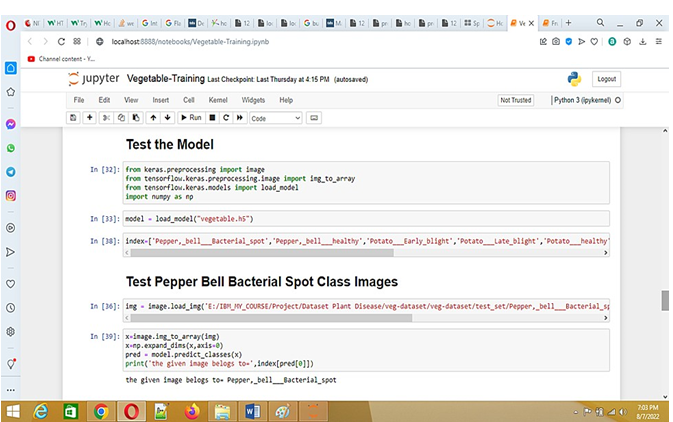 localhost:8888/notebooks/Vegetable-Training.ipynb
Channel content - Y...
jupyter Vegetable-Training Last Checkpoint: Last Thursday at 4:15 PM (autosaved)
Logout
File Edit View Insert Cell Kernel Widgets Help
Not Trusted
Python 3 (ipykernel)
Run
Code
Test the Model
In [32]: from keras.preprocessing import image
from tensorflow.keras.preprocessing.image import img_to_array
from tensorflow.keras.models import load_model
import numpy as np
In [33]: model = load_model("vegetable.h5")
In [38]: index=['Pepper,_bell___Bacterial_spot','Pepper,_bell___healthy','Potato___Early_blight','Potato___Late_blight','Potato___healthy'
Test Pepper Bell Bacterial Spot Class Images
In [36]: img = image.load_img('E:/IBM_MY_COURSE/Project/Dataset Plant Disease/veg-dataset/veg-dataset/test_set/Pepper,_bell___Bacterial_sp
In [39]: x=image.img_to_array(img)
x=np.expand_dims(x,axis=0)
pred = model.predict_classes(x)
print('the given image belogs to=',index[pred[0]])
the given image belogs to= Pepper,_bell___Bacterial_spot
7:03 PM
8/7/2022